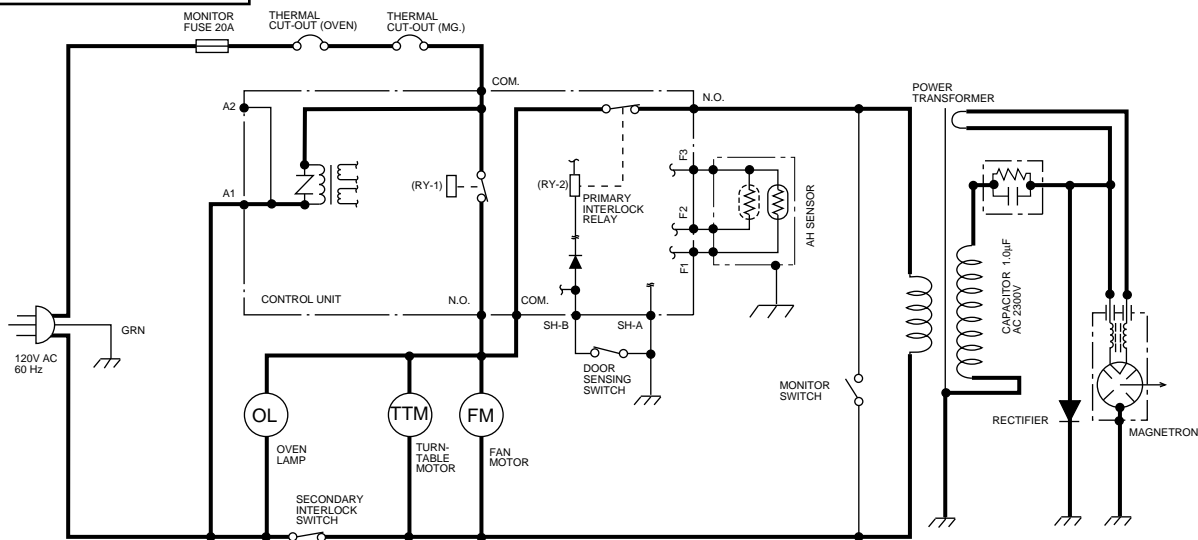 MONITOR
FUSE 20A
THERMAL
CUT-OUT (OVEN)
THERMAL
CUT-OUT (MG.)
COM.
A2
N.O.
POWER
TRANSFORMER
F3
A1
(RY-1)
(RY-2)
PRIMARY
INTERLOCK
RELAY
F2
AH SENSOR
F1
CONTROL UNIT
N.O.
COM.
SH-B
SH-A
CAPACITOR 1.0μF
AC 2300V
GRN
120V AC
60 Hz
DOOR
SENSING
SWITCH
MONITOR
SWITCH
OL
TTM
FM
RECTIFIER
MAGNETRON
OVEN
LAMP
TURN-
TABLE
MOTOR
FAN
MOTOR
SECONDARY
INTERLOCK
SWITCH